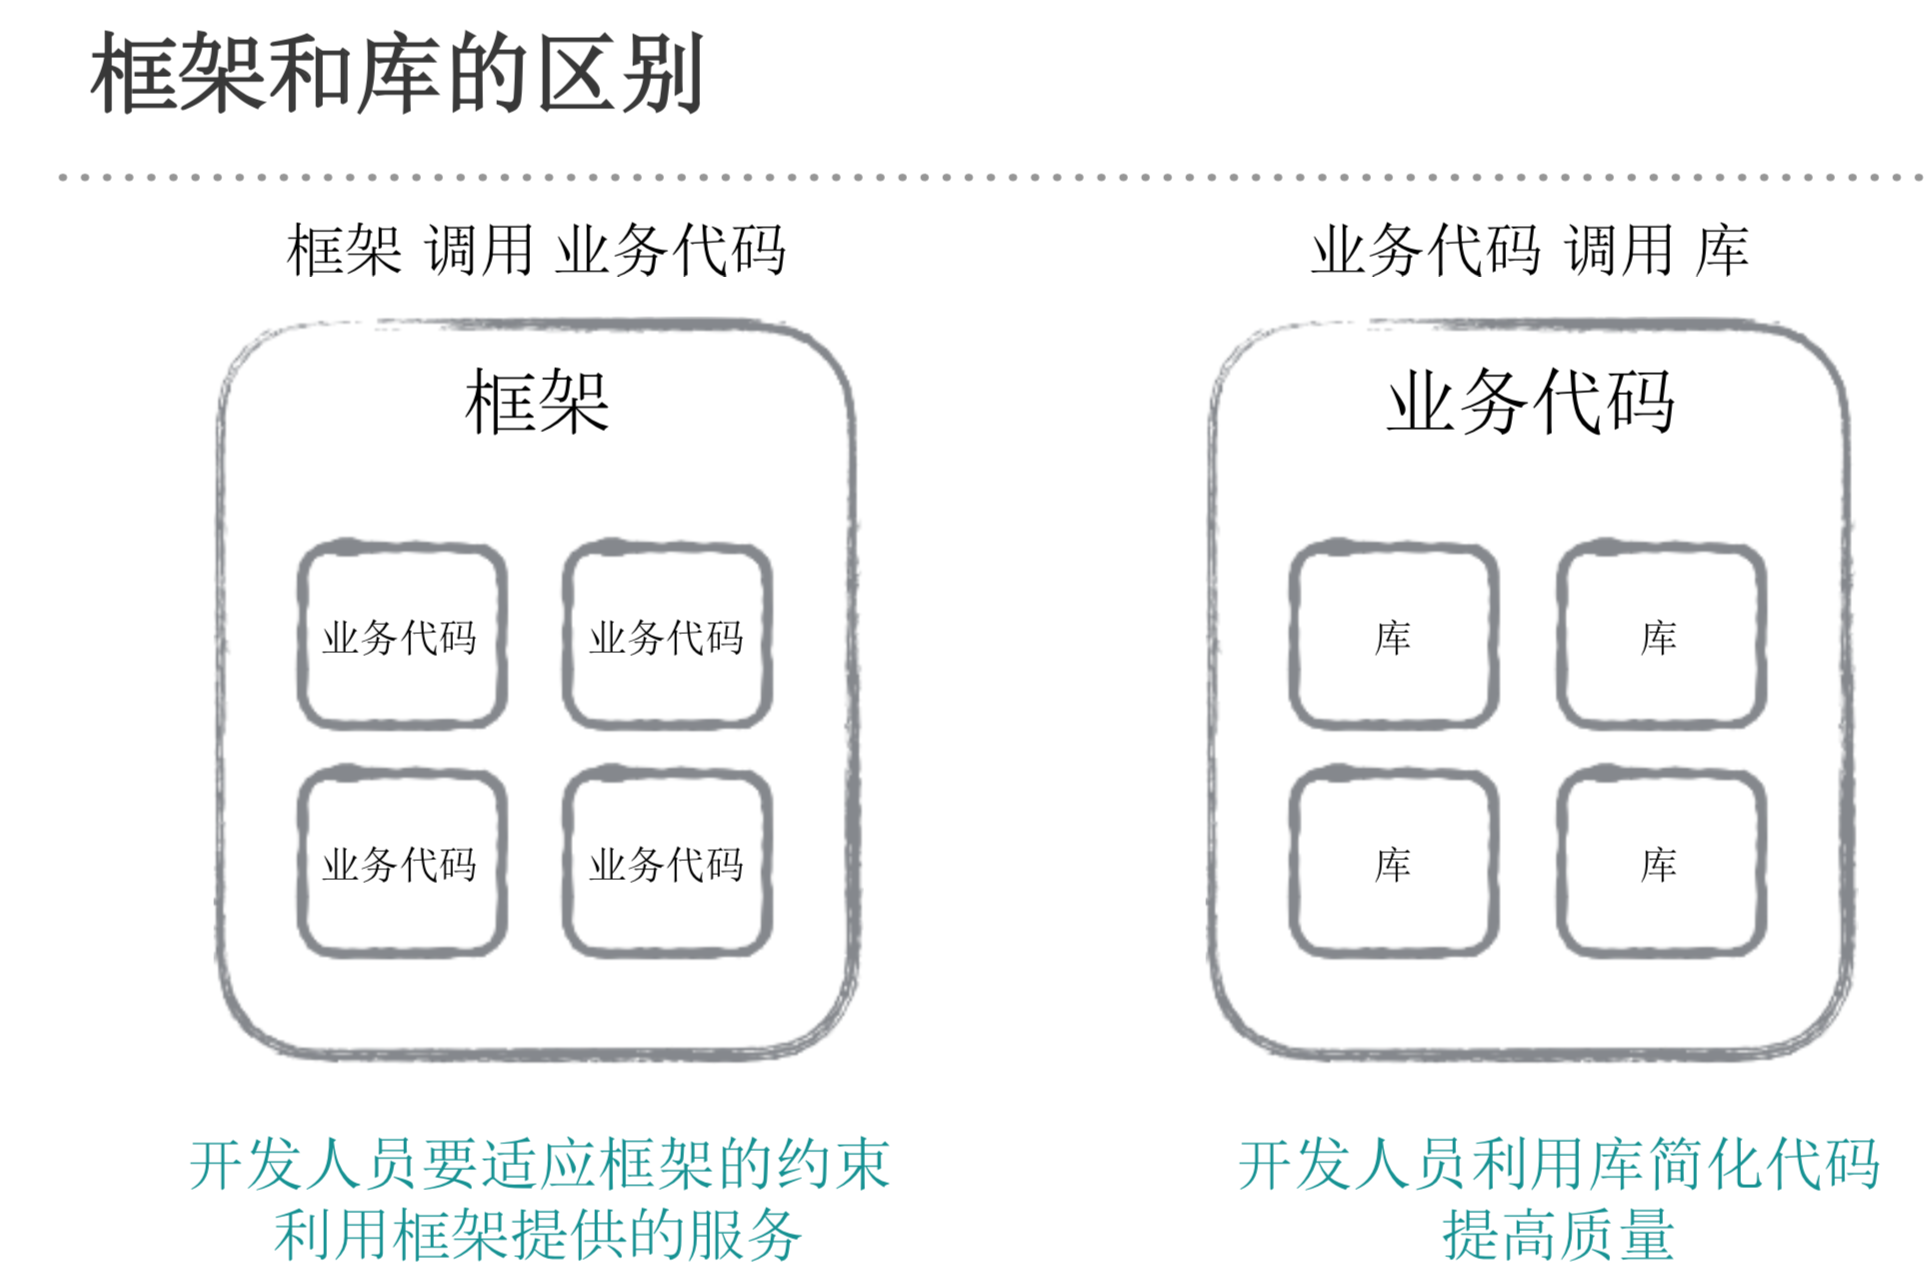 框架和库的区别
框架 调用 业务代码
框架
业务代码 业务代码
业务代码 业务代码
开发人员要适应框架的约束
利用框架提供的服务
业务代码 调用 库
业务代码
库 库
库 库
开发人员利用库简化代码
提高质量